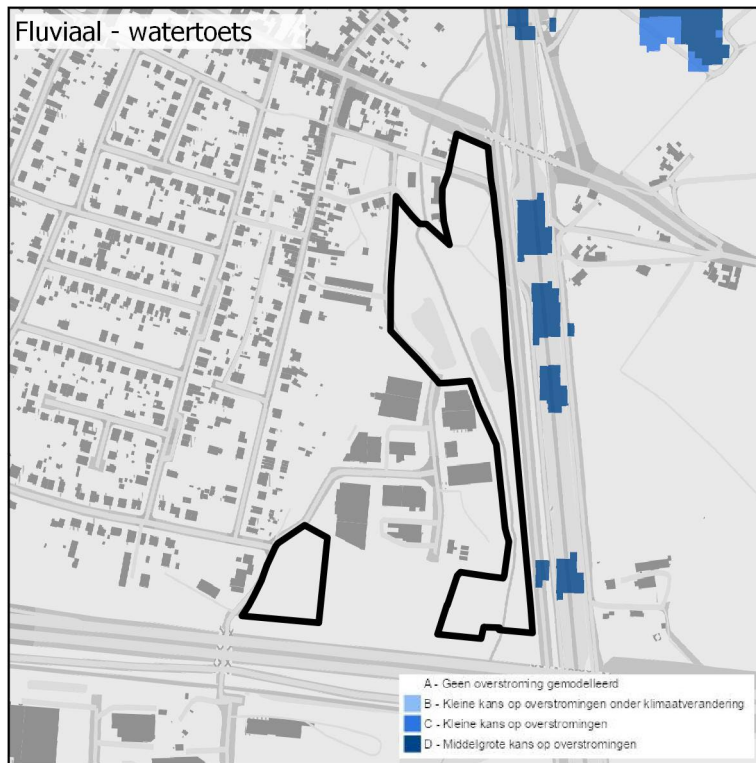 Fluviaal - watertoets
A - Geen overstroming gemodelleerd
B - Kleine kans op overstromingen onder klimaatverandering
C - Kleine kans op overstromingen
D - Middelgrote kans op overstromingen